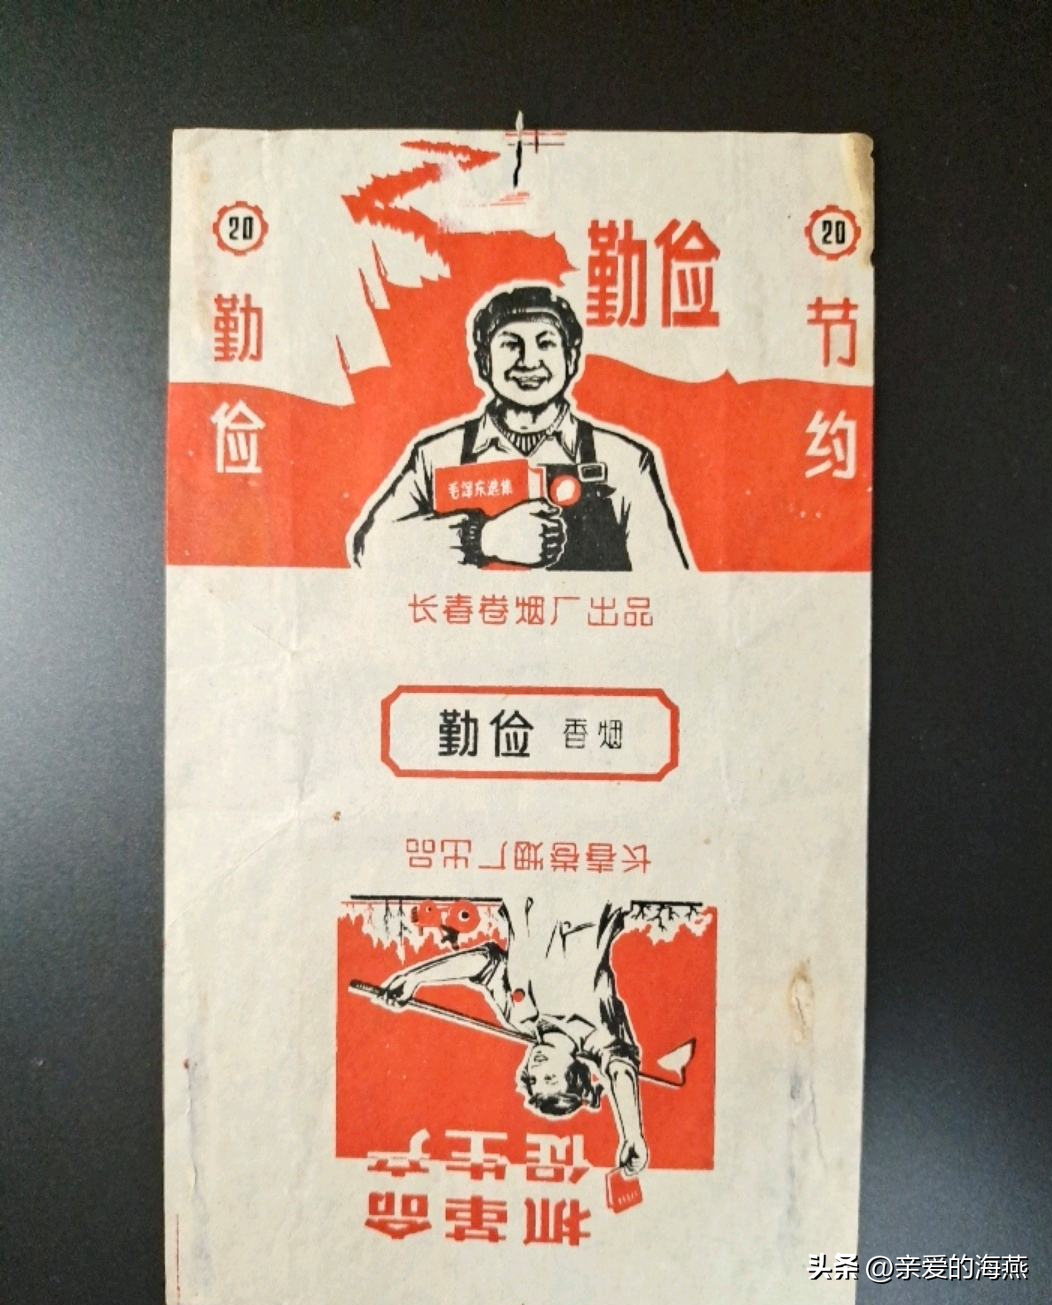 20
勤俭
勤俭
20
节约
毛泽东选集
长春卷烟厂出品
勤俭 香烟
长春卷烟厂出品
抓革命
促生产
头条 @亲爱的海燕